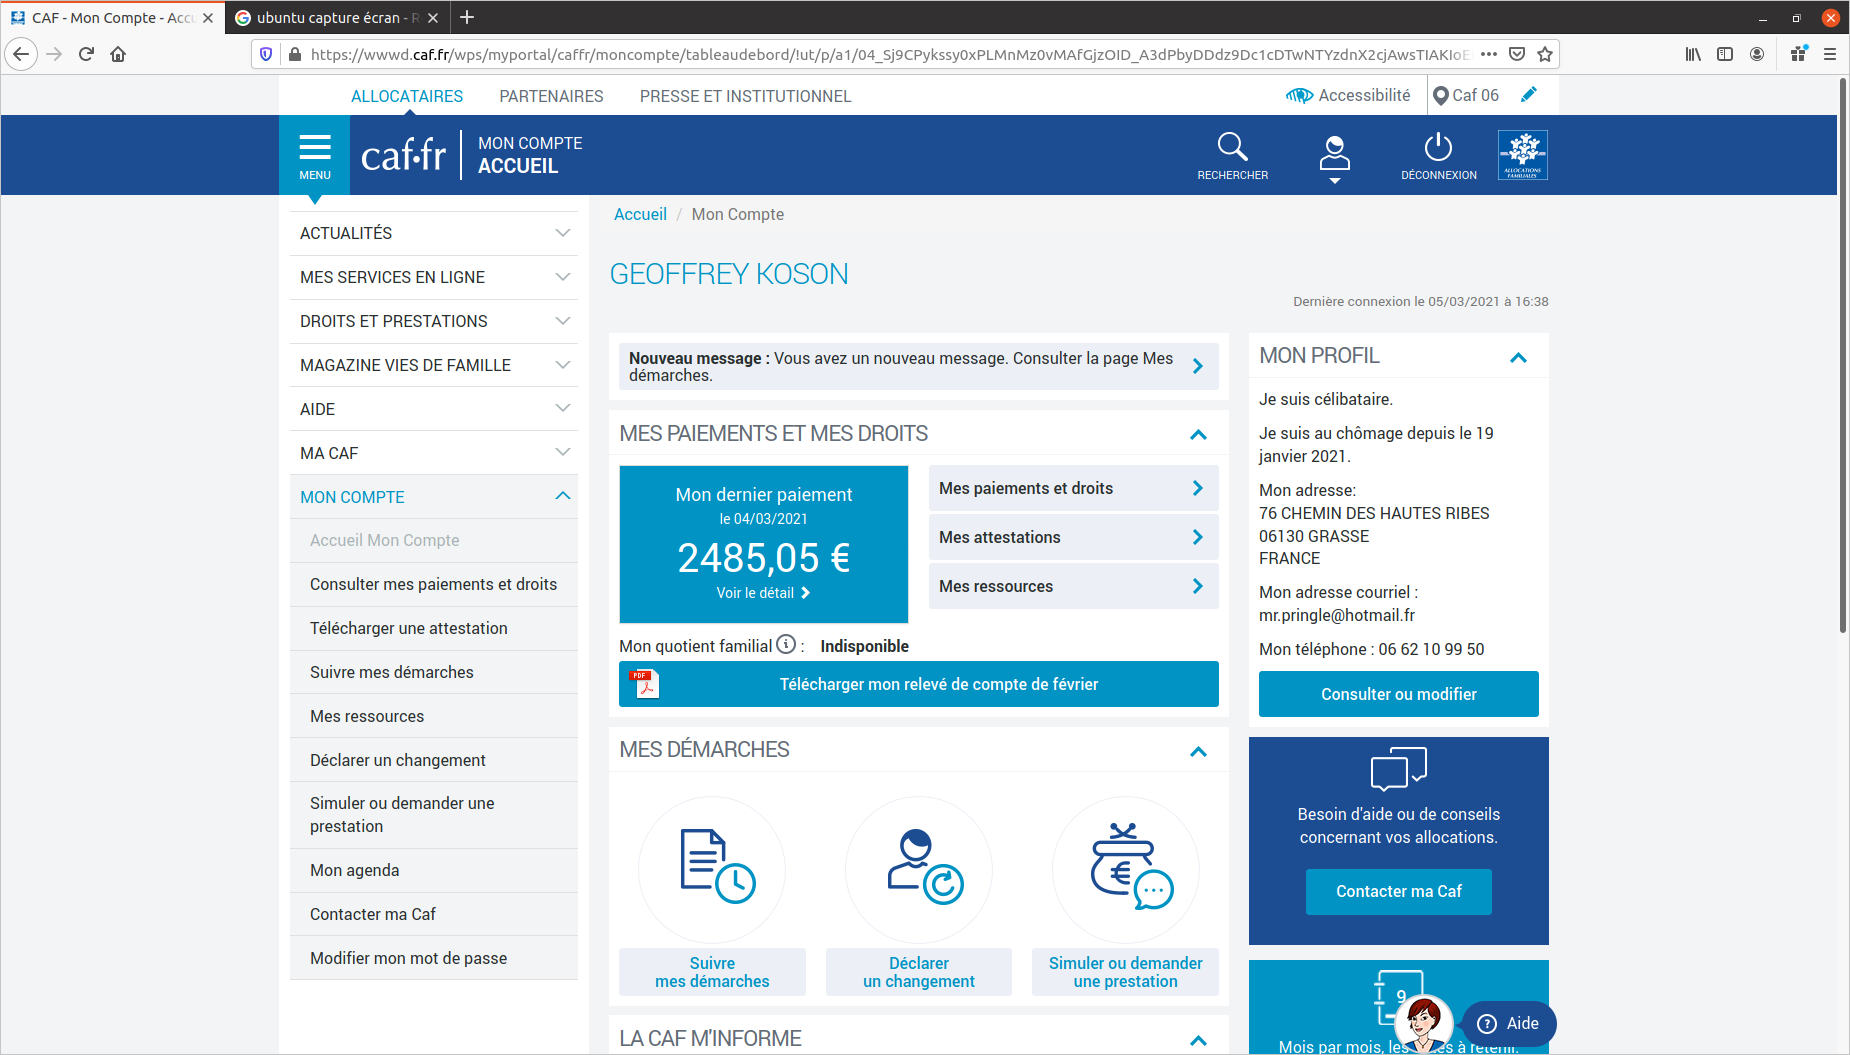 CAF - Mon Compte - Accu
ubuntu capture écran - R
https://wwwd.caf.fr/wps/myportal/caffr/moncompte/tableaudebord/!ut/p/a1/04_Sj9CPykssy0xPLMnMz0vMAfGjzOID_A3dPbyDDdz9Dc1cDTwNTYzdnX2cjAwsTIAKIoE
ALLOCATAIRES
PARTENAIRES
PRESSE ET INSTITUTIONNEL
Accessibilité
Caf 06
MENU
caf.fr
MON COMPTE
ACCUEIL
RECHERCHER
DÉCONNEXION
ALLOCATIONS
FAMILIALES
ACTUALITÉS
MES SERVICES EN LIGNE
DROITS ET PRESTATIONS
MAGAZINE VIES DE FAMILLE
AIDE
MA CAF
MON COMPTE
Accueil Mon Compte
Consulter mes paiements et droits
Télécharger une attestation
Suivre mes démarches
Mes ressources
Déclarer un changement
Simuler ou demander une
prestation
Mon agenda
Contacter ma Caf
Modifier mon mot de passe
Accueil / Mon Compte
GEOFFREY KOSON
Dernière connexion le 05/03/2021 à 16:38
Nouveau message : Vous avez un nouveau message. Consulter la page Mes
démarches.
MES PAIEMENTS ET MES DROITS
Mon dernier paiement
le 04/03/2021
2485,05 €
Voir le détail
Mes paiements et droits
Mes attestations
Mes ressources
Mon quotient familial i : Indisponible
PDF
Télécharger mon relevé de compte de février
MES DÉMARCHES
Suivre
mes démarches
Déclarer
un changement
Simuler ou demander
une prestation
LA CAF M'INFORME
MON PROFIL
Je suis célibataire.
Je suis au chômage depuis le 19
janvier 2021.
Mon adresse:
76 CHEMIN DES HAUTES RIBES
06130 GRASSE
FRANCE
Mon adresse courriel :
mr.pringle@hotmail.fr
Mon téléphone : 06 62 10 99 50
Consulter ou modifier
Besoin d'aide ou de conseils
concernant vos allocations.
Contacter ma Caf
9
Mois par mois, les à retenir.
? Aide